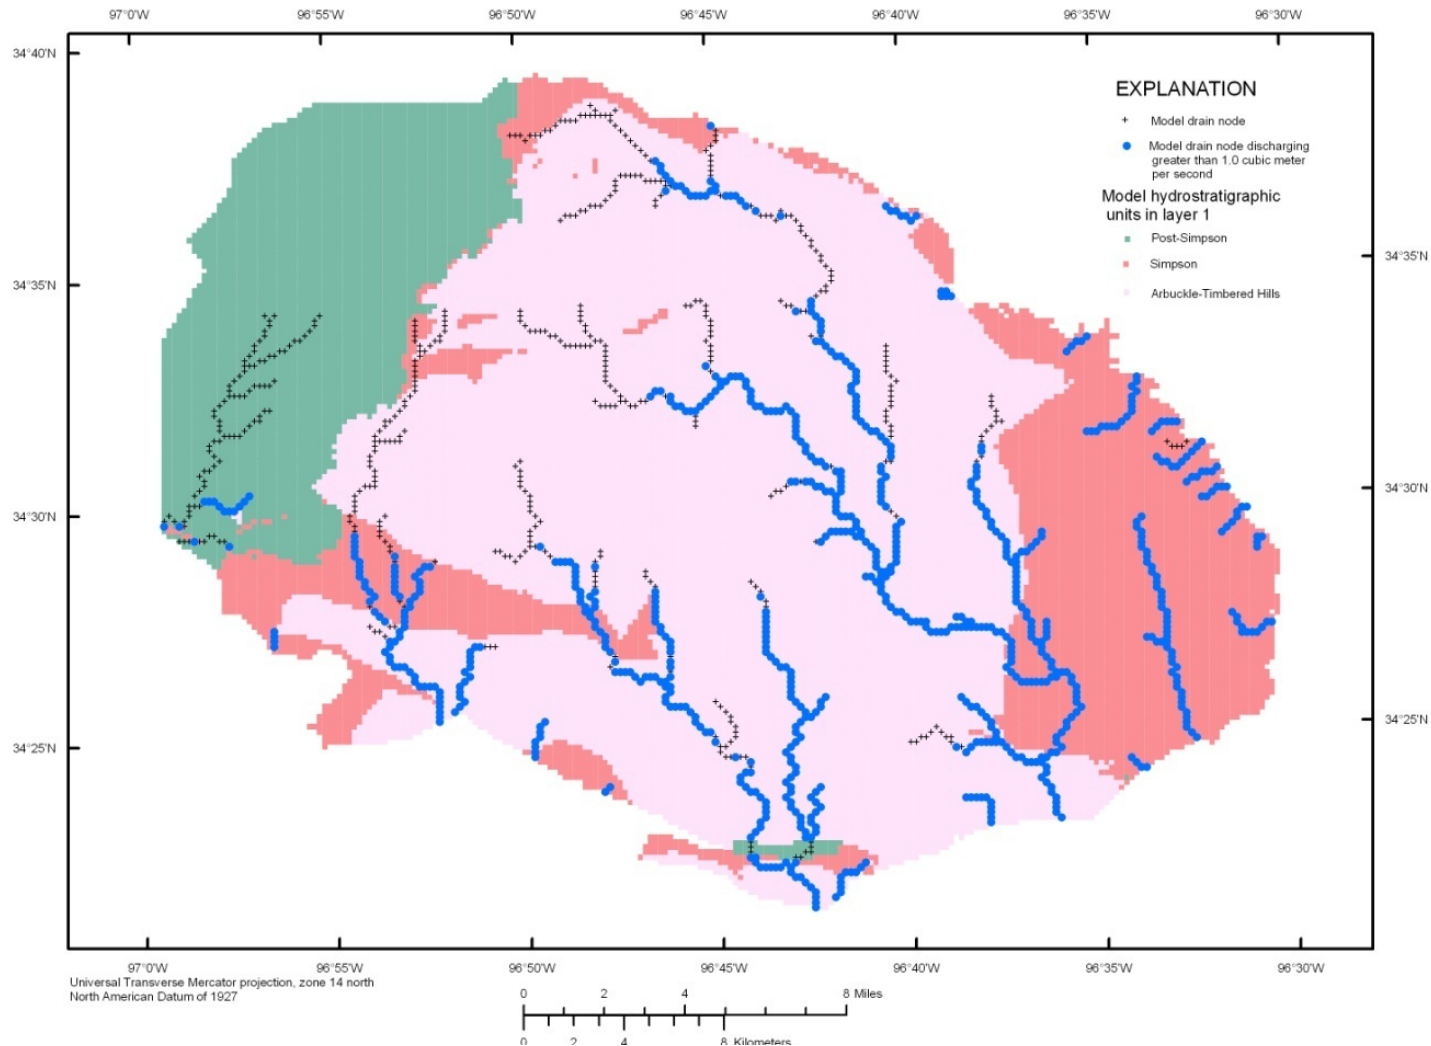 97°0'W 96°55'W 96°50'W 96°45'W 96°40'W 96°35'W 96°30'W
34°40'N
EXPLANATION
Model drain node
Model drain node discharging
greater than 1.0 cubic meter
per second
Model hydrostratigraphic
units in layer 1
Post-Simpson
Simpson
34°35'N
34°35'N
Arbuckle-Timbered Hills
34°30'N
34°30'N
34°25'N
34°25'N
97°0'W 96°55'W 96°50'W 96°45'W 96°40'W 96°35'W 96°30'W
Universal Transverse Mercator projection, zone 14 north
North American Datum of 1927
0 2 4 8 Miles
0 2 4 8 Kilometers